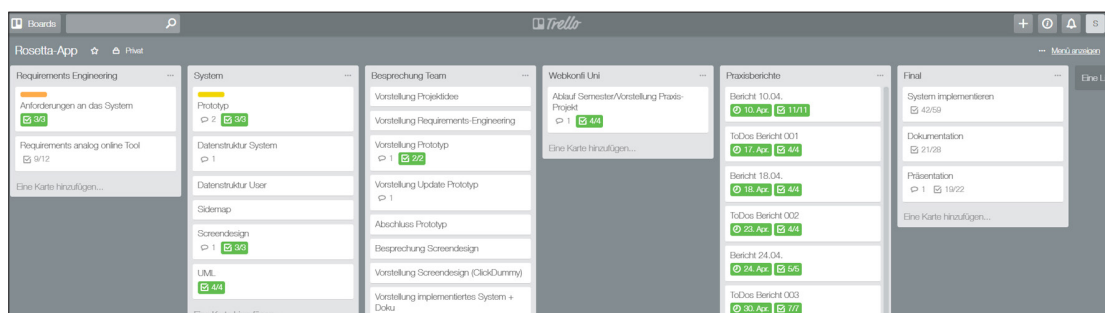 Boards
Trello
S
Rosetta-App
Privat
... Menü anzeigen
Requirements Engineering ...
Anforderungen an das System
3/3
Requirements analog online Tool
9/12
Eine Karte hinzufügen...
System ...
Prototyp
2 3/3
Datenstruktur System
1
Datenstruktur User
Sidemap
Screendesign
1 3/3
UML
4/4
Besprechung Team ...
Vorstellung Projektidee
Vorstellung Requirements-Engineering
Vorstellung Prototyp
1 2/2
Vorstellung Update Prototyp
1
Abschluss Prototyp
Besprechung Screendesign
Vorstellung Screendesign (ClickDummy)
Vorstellung implementiertes System +
Doku
Webkonfi Uni ...
Ablauf Semester/Vorstellung Praxis-
Projekt
1 4/4
Eine Karte hinzufügen...
Praxisberichte ...
Bericht 10.04.
10. Apr. 11/11
ToDos Bericht 001
17. Apr. 4/4
Bericht 18.04.
18. Apr. 4/4
ToDos Bericht 002
23. Apr. 4/4
Bericht 24.04.
24. Apr. 5/5
ToDos Bericht 003
30. Apr. 7/7
Final ...
System implementieren
42/59
Dokumentation
21/28
Präsentation
1 19/22
Eine Karte hinzufügen...
Eine L